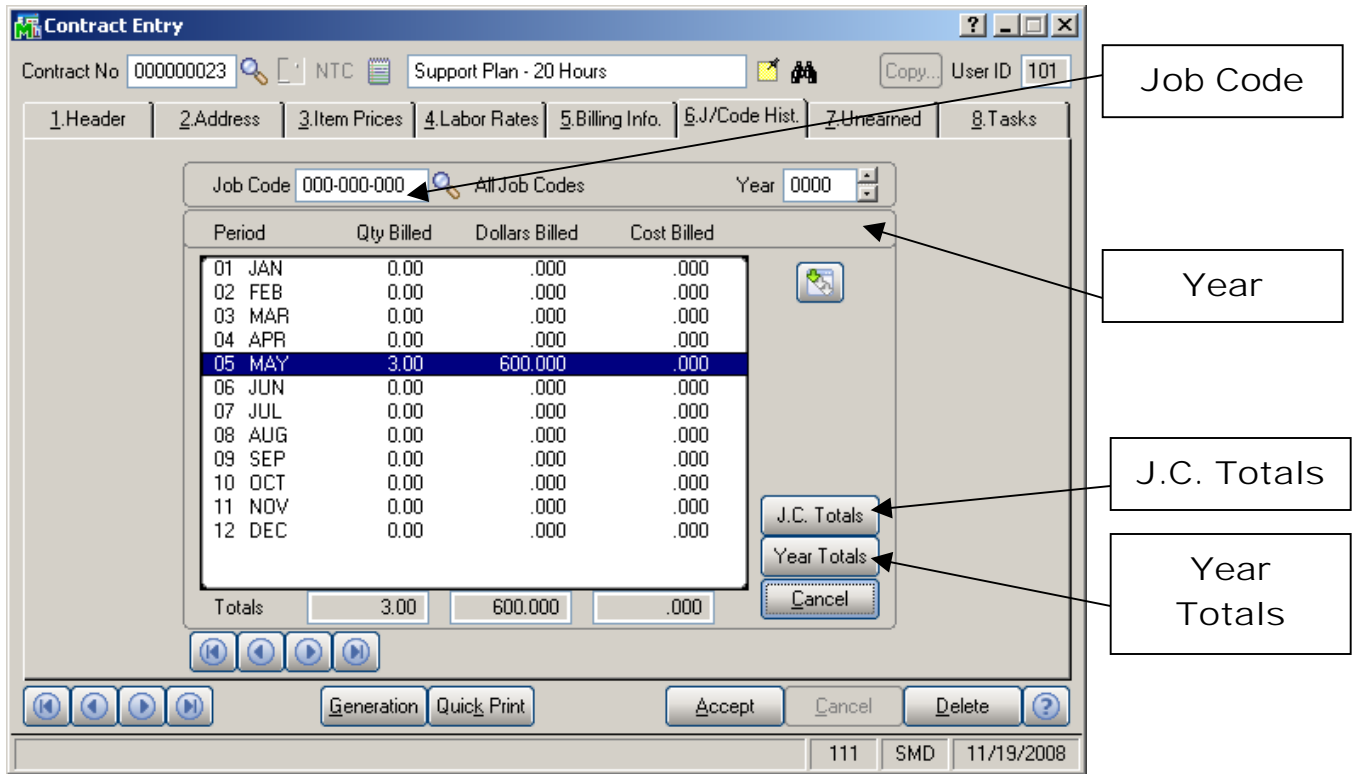 Contract Entry
Contract No 000000023 NTC Support Plan - 20 Hours Copy... User ID 101
1.Header 2.Address 3.Item Prices 4.Labor Rates 5.Billing Info. 6.J/Code Hist. 7.Unearned 8.Tasks
Job Code 000-000-000 All Job Codes Year 0000
Period Qty Billed Dollars Billed Cost Billed
01 JAN 0.00 .000 .000
02 FEB 0.00 .000 .000
03 MAR 0.00 .000 .000
04 APR 0.00 .000 .000
05 MAY 3.00 600.000 .000
06 JUN 0.00 .000 .000
07 JUL 0.00 .000 .000
08 AUG 0.00 .000 .000
09 SEP 0.00 .000 .000
10 OCT 0.00 .000 .000
11 NOV 0.00 .000 .000
12 DEC 0.00 .000 .000
J.C. Totals
Year Totals
Cancel
Totals 3.00 600.000 .000
Generation Quick Print Accept Cancel Delete
111 SMD 11/19/2008
Job Code
Year
J.C. Totals
Year
Totals